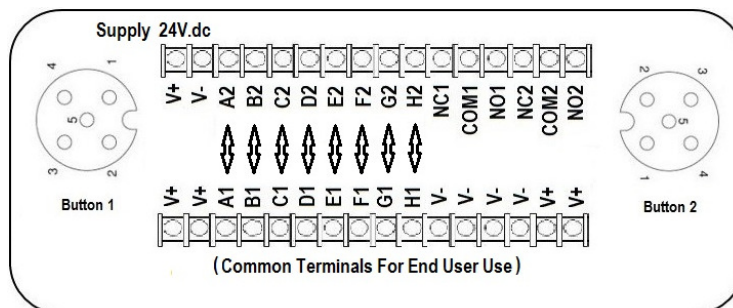 Supply 24V.dc
4 1
5
3 2
Button 1
V+ V- A2 B2 C2 D2 E2 F2 G2 H2 NC1 COM1 NO1 NC2 COM2 NO2
V+ V+ A1 B1 C1 D1 E1 F1 G1 H1 V- V- V- V- V+ V+
2 3
5
1 4
Button 2
(Common Terminals For End User Use)